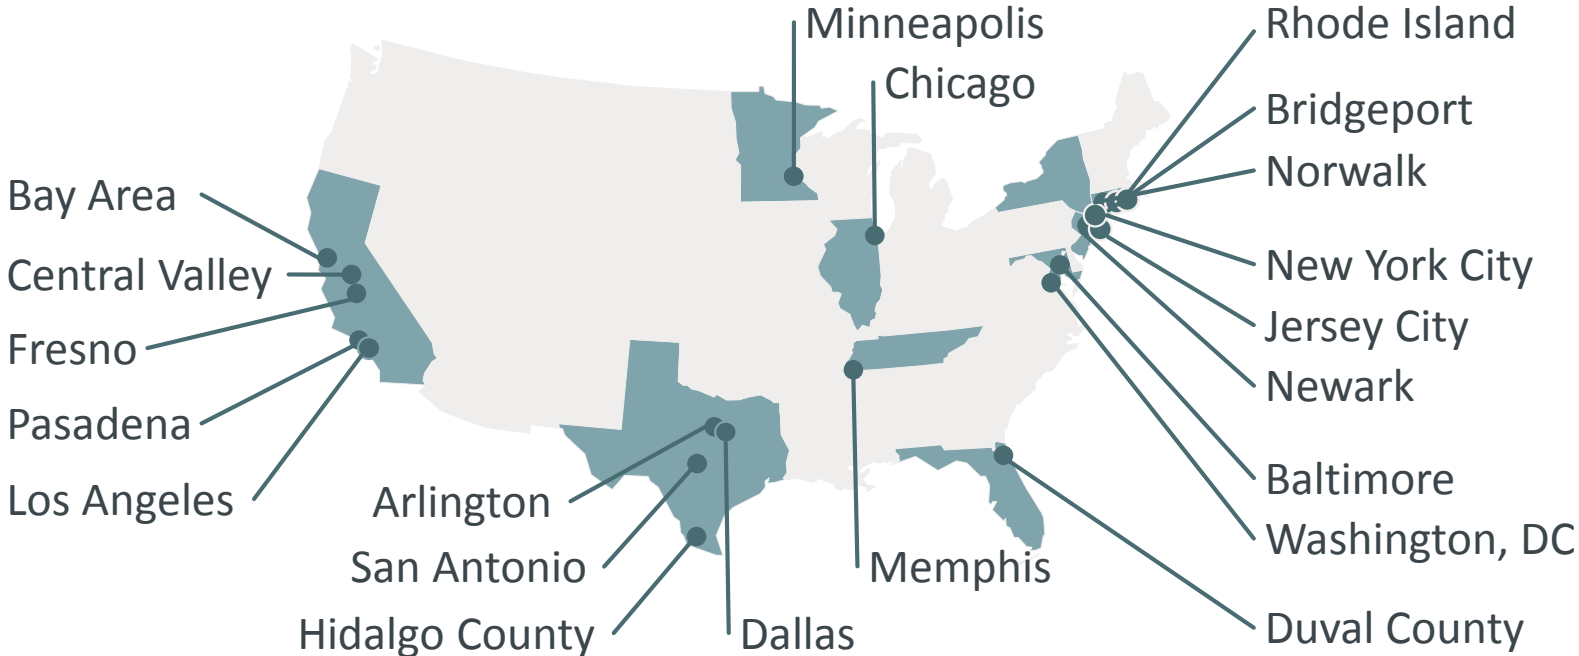 Minneapolis
Chicago
Rhode Island
Bridgeport
Norwalk
Bay Area
Central Valley
Fresno
Pasadena
Los Angeles
New York City
Jersey City
Newark
Baltimore
Washington, DC
Duval County
Arlington
San Antonio
Hidalgo County
Dallas
Memphis